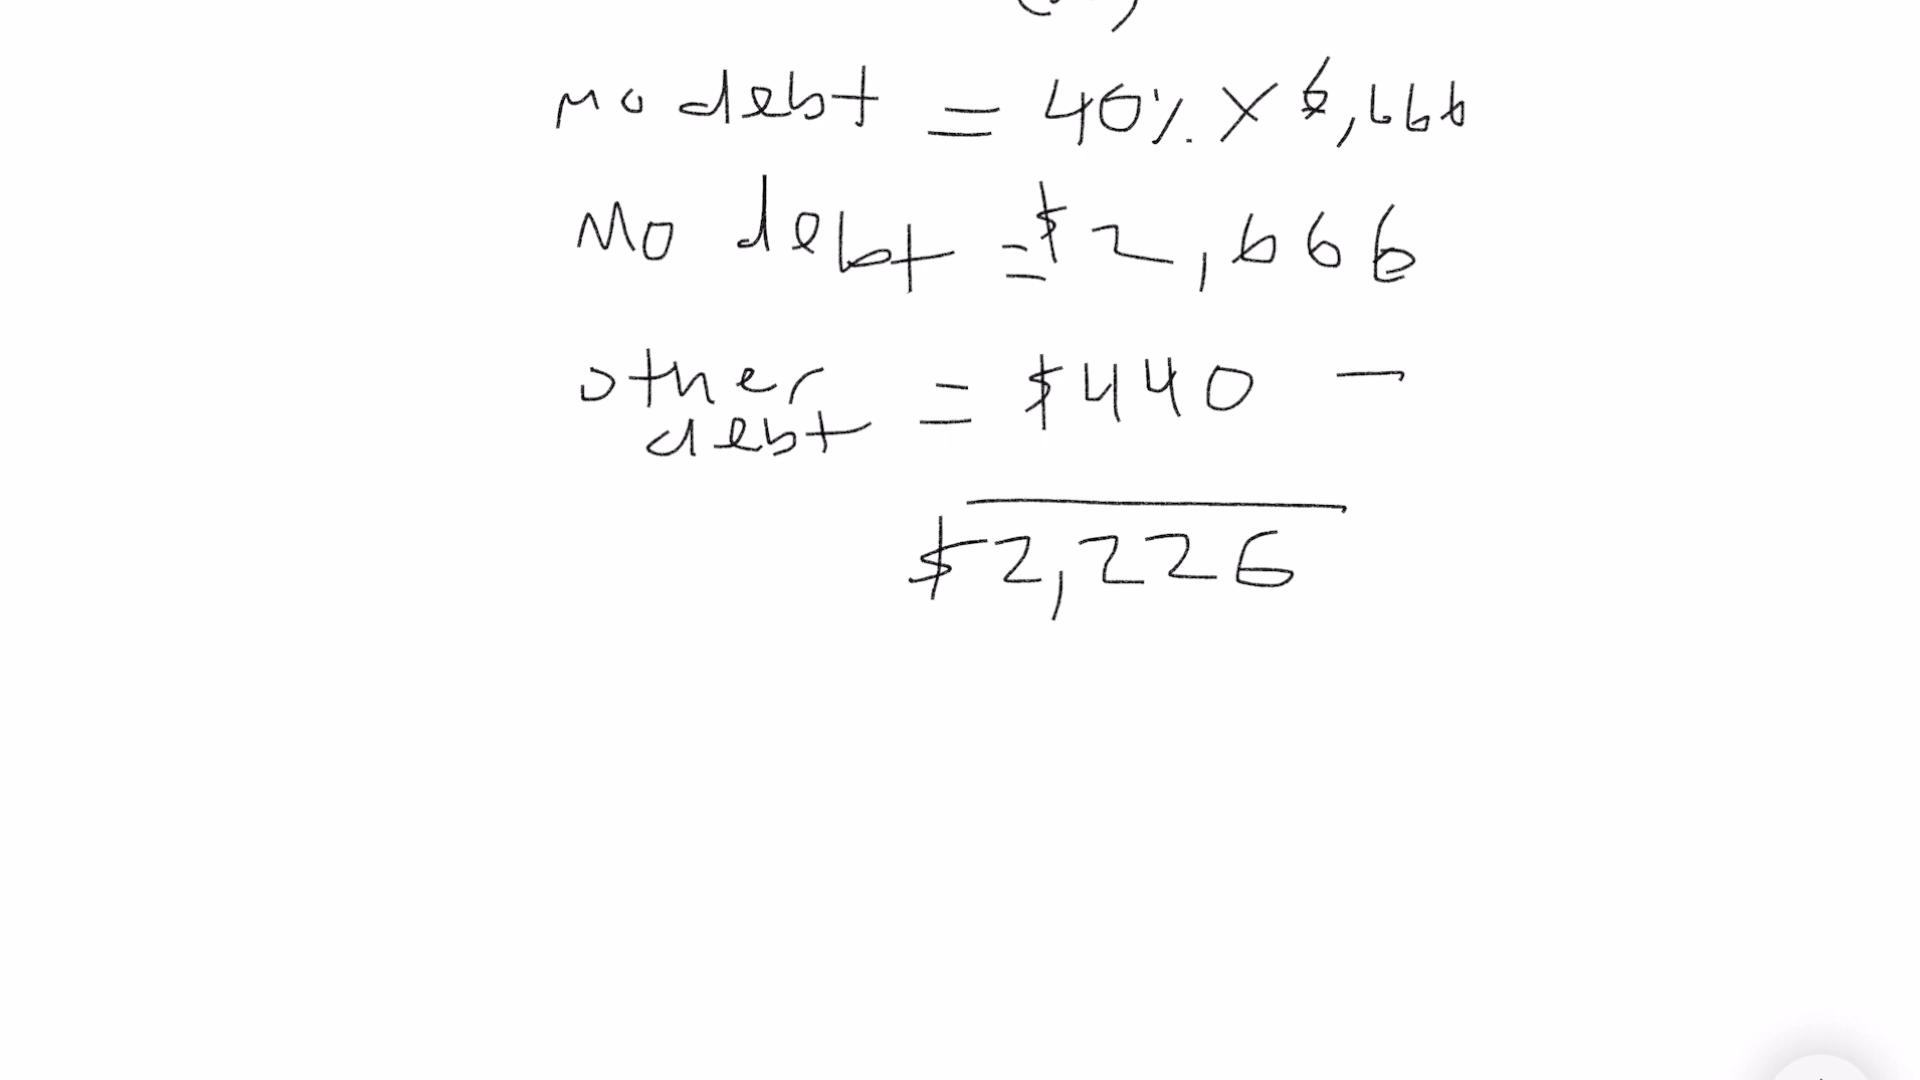 Mo debt = 40% X 6,666
Mo debt = $2,666
other debt = $440 -
$2,226